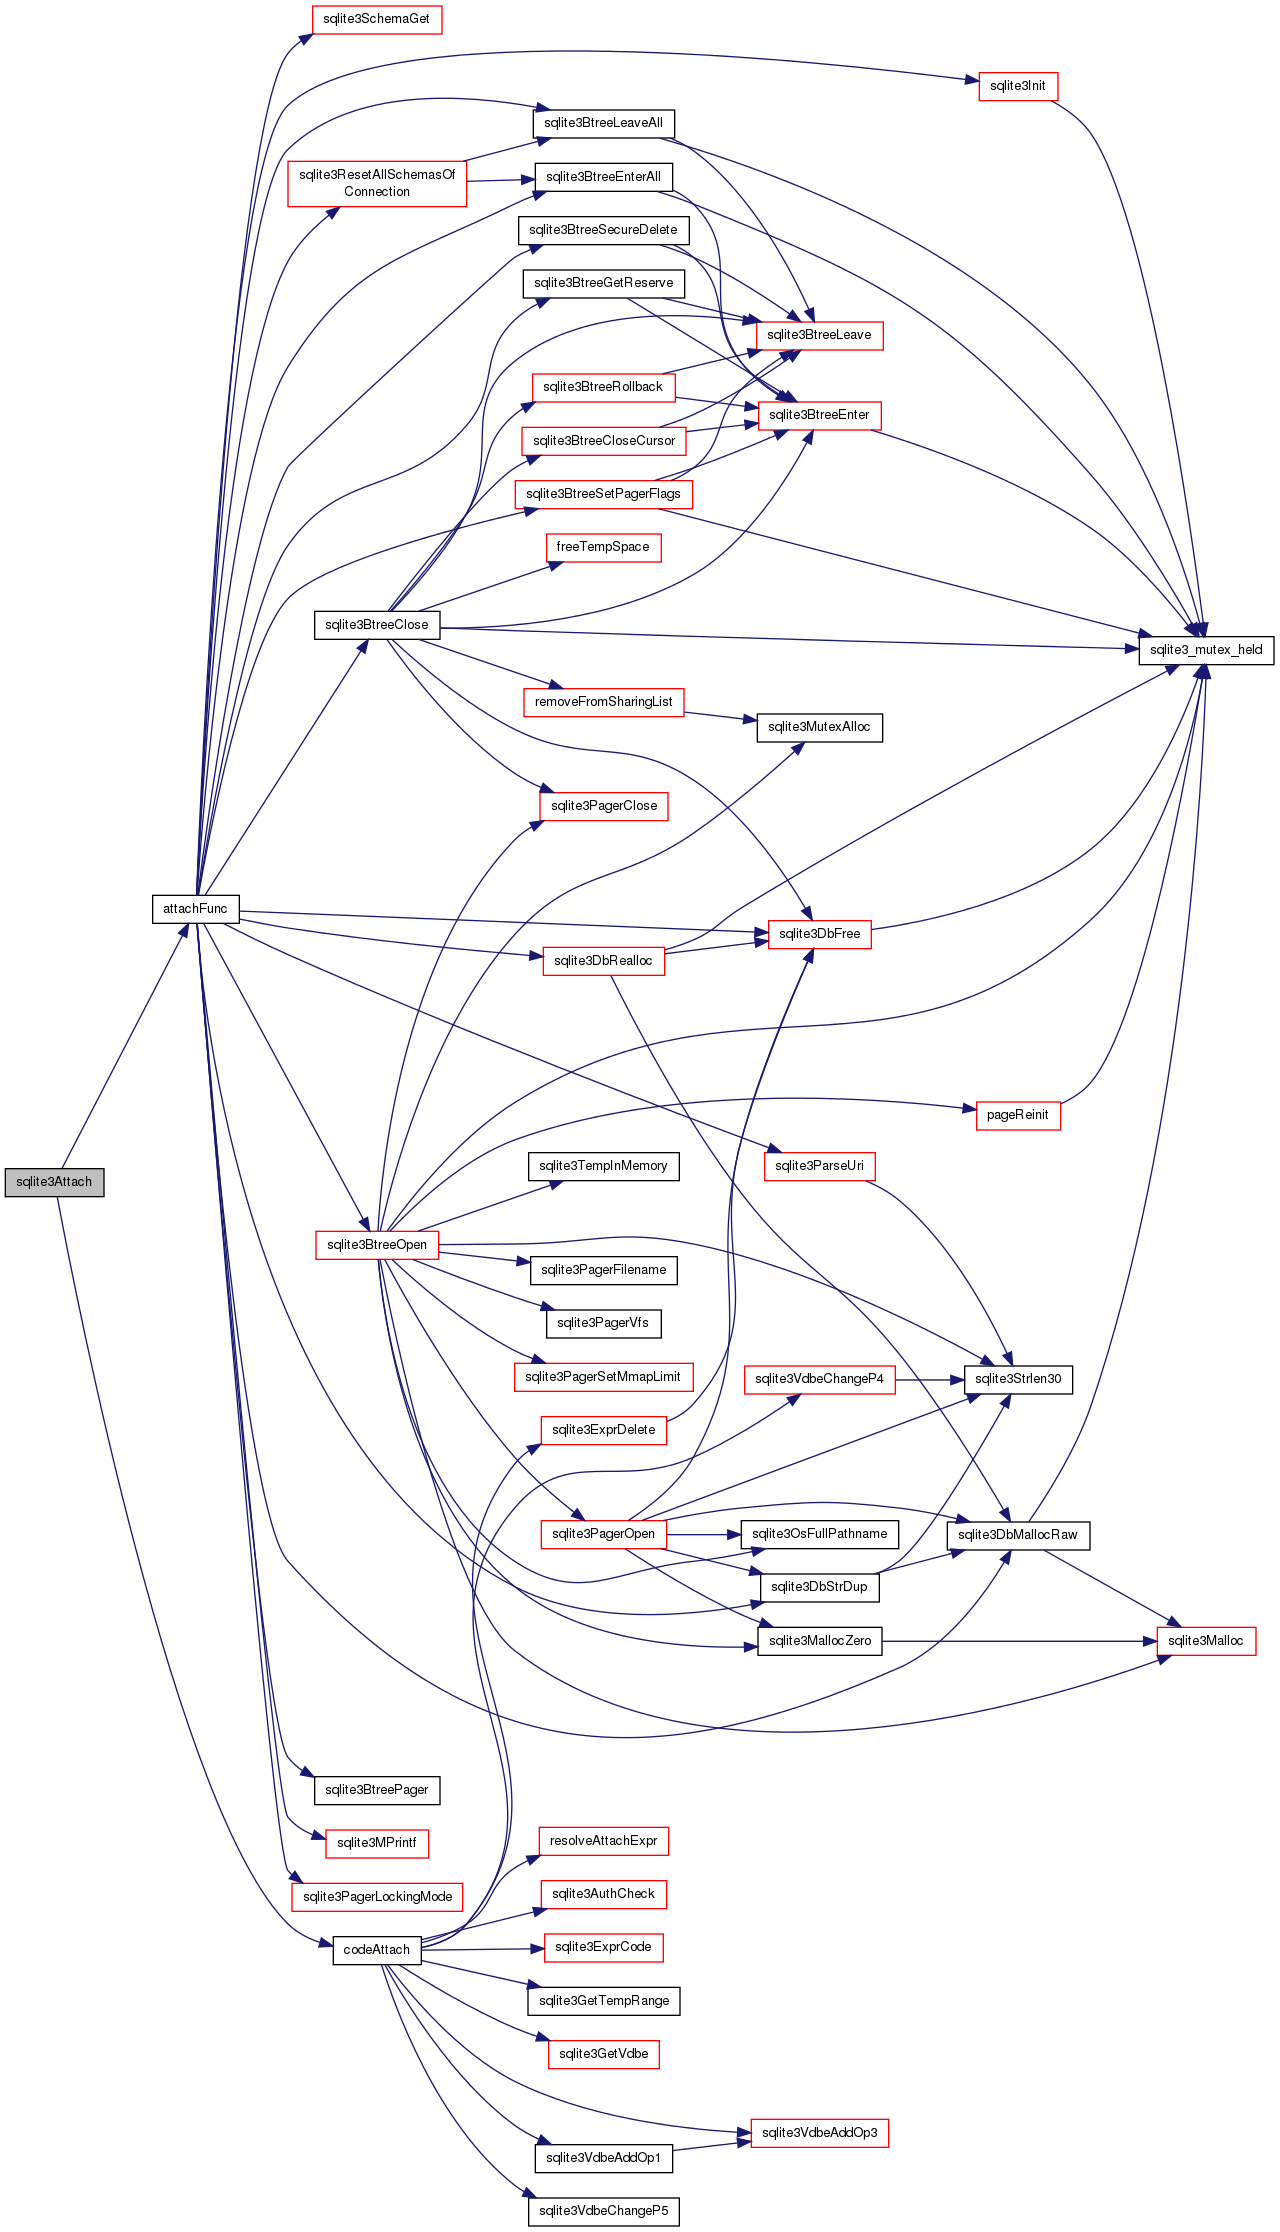 sqlite3SchemaGet
sqlite3Init
sqlite3BtreeLeaveAll
sqlite3ResetAllSchemasOf
Connection
sqlite3BtreeEnterAll
sqlite3BtreeSecureDelete
sqlite3BtreeGetReserve
sqlite3BtreeLeave
sqlite3BtreeRollback
sqlite3BtreeEnter
sqlite3BtreeCloseCursor
sqlite3BtreeSetPagerFlags
freeTempSpace
sqlite3BtreeClose
sqlite3_mutex_held
removeFromSharingList
sqlite3MutexAlloc
sqlite3PagerClose
attachFunc
sqlite3DbFree
sqlite3DbRealloc
pageReinit
sqlite3Attach
sqlite3TempInMemory
sqlite3ParseUri
sqlite3BtreeOpen
sqlite3PagerFilename
sqlite3PagerVfs
sqlite3PagerSetMmapLimit
sqlite3VdbeChangeP4
sqlite3Strlen30
sqlite3ExprDelete
sqlite3PagerOpen
sqlite3OsFullPathname
sqlite3DbMallocRaw
sqlite3DbStrDup
sqlite3MallocZero
sqlite3Malloc
sqlite3BtreePager
sqlite3MPrintf
resolveAttachExpr
sqlite3PagerLockingMode
sqlite3AuthCheck
codeAttach
sqlite3ExprCode
sqlite3GetTempRange
sqlite3GetVdbe
sqlite3VdbeAddOp3
sqlite3VdbeAddOp1
sqlite3VdbeChangeP5